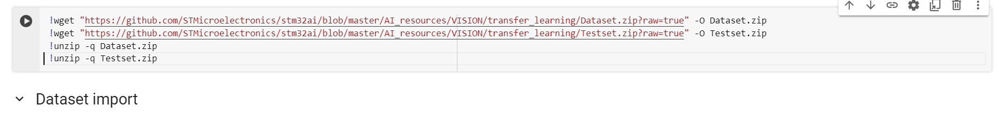 !wget "https://github.com/STMicroelectronics/stm32ai/blob/master/AI_resources/VISION/transfer_learning/Dataset.zip?raw=true" -O Dataset.zip
!wget "https://github.com/STMicroelectronics/stm32ai/blob/master/AI_resources/VISION/transfer_learning/Testset.zip?raw=true" -O Testset.zip
!unzip -q Dataset.zip
!unzip -q Testset.zip
Dataset import